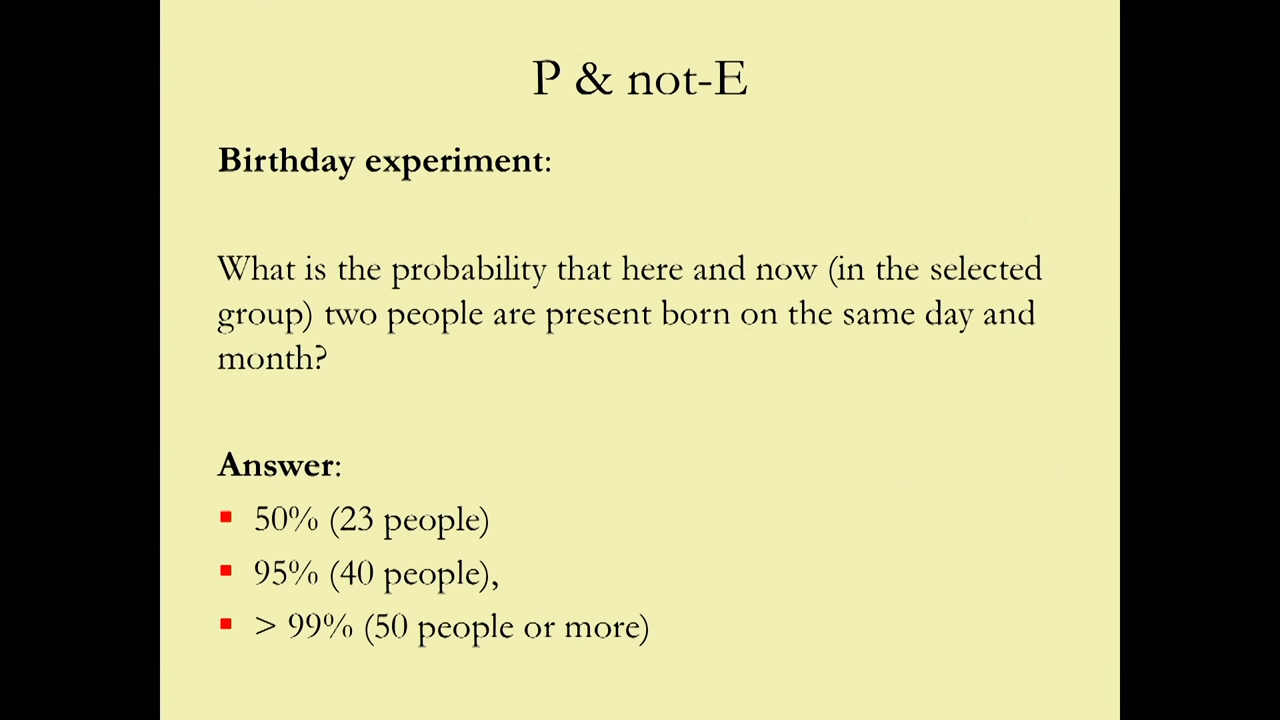 P & not-E
Birthday experiment:
What is the probability that here and now (in the selected
group) two people are present born on the same day and
month?
Answer:
▪ 50% (23 people)
▪ 95% (40 people),
▪ > 99% (50 people or more)